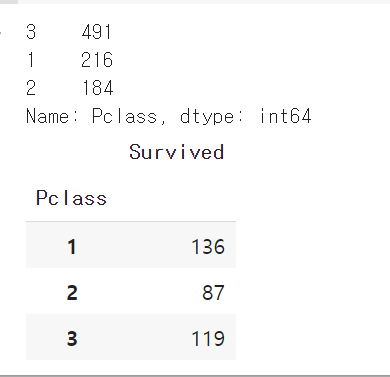 3    491
1    216
2    184
Name: Pclass, dtype: int64
Survived
Pclass
1    136
2    87
3    119